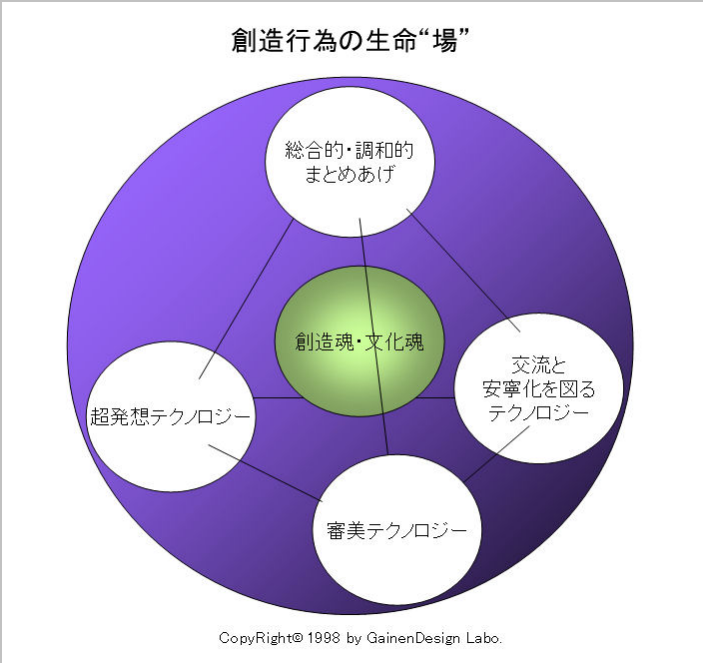 創造行為の生命“場”
総合的・調和的
まとめあげ
創造魂・文化魂
交流と
安寧化を図る
テクノロジー
超発想テクノロジー
審美テクノロジー
CopyRight© 1998 by GainenDesign Labo.